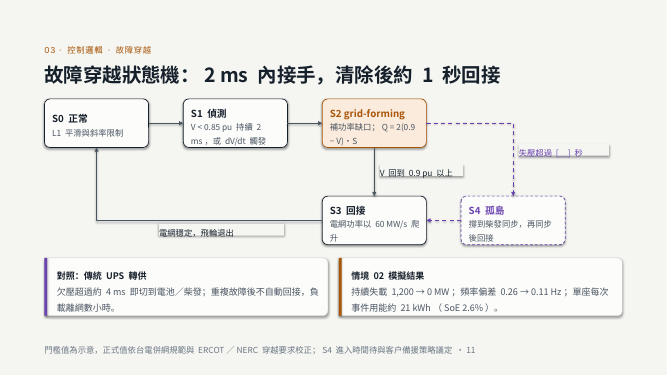 03 · 控制邏輯 · 故障穿越
故障穿越狀態機： 2 ms 內接手，清除後約 1 秒回接
S0 正常
L1 平滑與斜率限制
S1 偵測
V < 0.85 pu 持續 2
ms ，或 dV/dt 觸發
S2 grid-forming
補功率缺口； Q = 2(0.9
− V) · S
失壓超過 [__] 秒
V 回到 0.9 pu 以上
S3 回接
電網功率以 60 MW/s 爬
升
S4 孤島
撐到柴發同步，再同步
後回接
電網穩定，飛輪退出
對照：傳統 UPS 轉供
欠壓超過約 4 ms 即切到電池／柴發；重複故障後不自動回接，負
載離網數小時。
情境 02 模擬結果
持續失載 1,200 → 0 MW ；頻率偏差 0.26 → 0.11 Hz ；單座每次
事件用能約 21 kWh （ SoE 2.6% ）。
門檻值為示意，正式值依台電併網規範與 ERCOT ／ NERC 穿越要求校正； S4 進入時間待與客戶備援策略議定 · 11